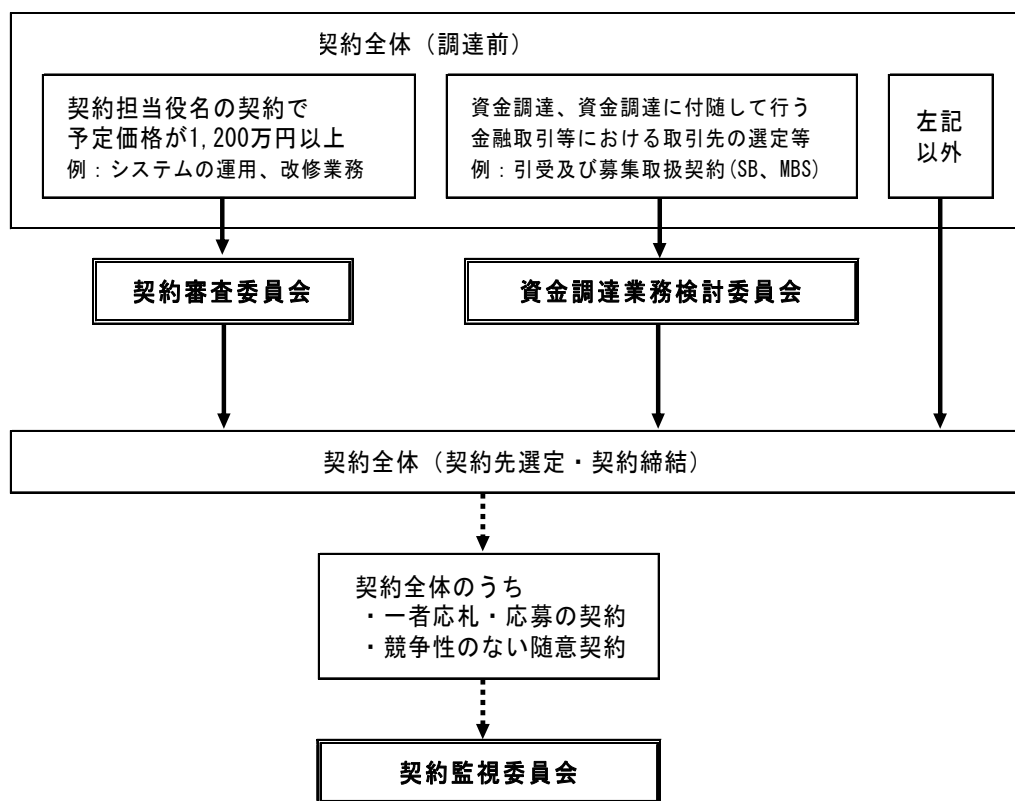 契約全体（調達前）
契約担当役名の契約で
予定価格が1,200万円以上
例：システムの運用、改修業務
資金調達、資金調達に付随して行う
金融取引等における取引先の選定等
例：引受及び募集取扱契約(SB、MBS)
左記
以外
契約審査委員会
資金調達業務検討委員会
契約全体（契約先選定・契約締結）
契約全体のうち
・一者応札・応募の契約
・競争性のない随意契約
契約監視委員会